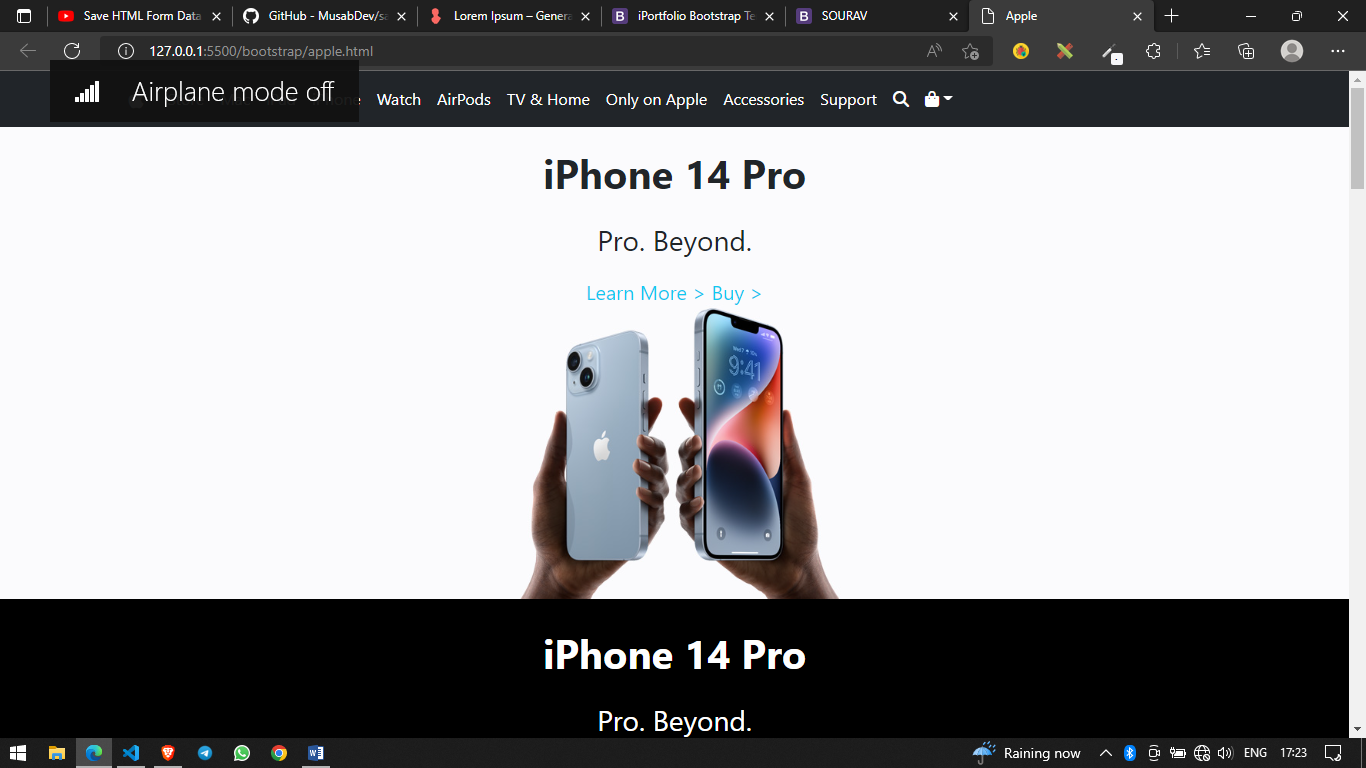 Save HTML Form Data
GitHub - MusabDev/sa
Lorem Ipsum – Genera
iPortfolio Bootstrap Te
SOURAV
Apple
127.0.0.1:5500/bootstrap/apple.html
Airplane mode off
Watch AirPods TV & Home Only on Apple Accessories Support
iPhone 14 Pro
Pro. Beyond.
Learn More > Buy >
9:41
iPhone 14 Pro
Pro. Beyond.
Raining now
ENG
17:23